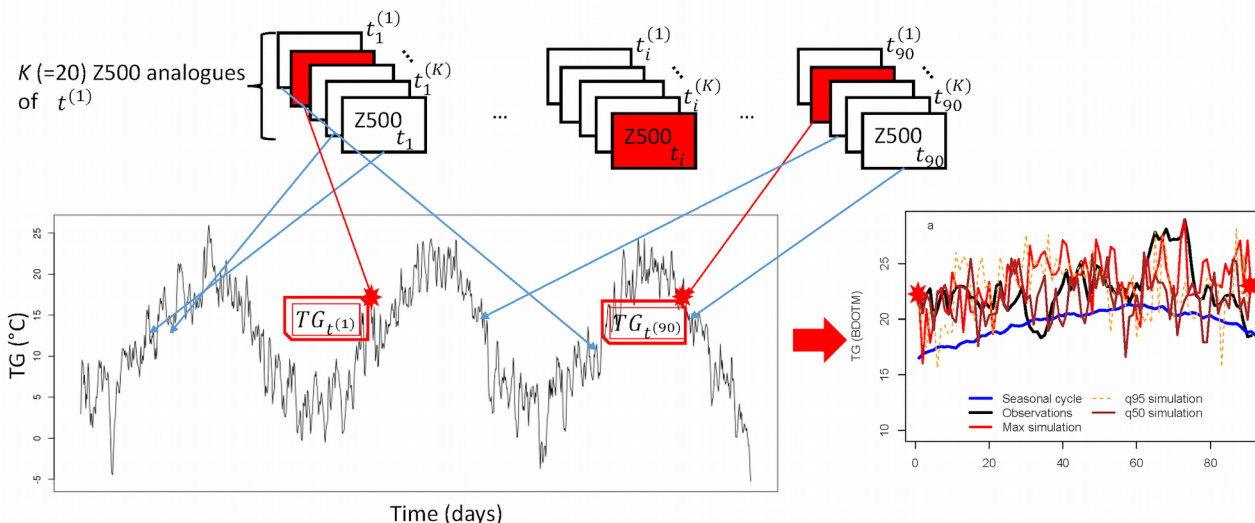 t₁⁽¹⁾
t₁⁽ᴷ⁾
K (=20) Z500 analogues
of t⁽¹⁾
Z500
t₁
...
tᵢ⁽¹⁾
tᵢ⁽ᴷ⁾
Z500
tᵢ
...
t₉₀⁽¹⁾
t₉₀⁽ᴷ⁾
Z500
t₉₀
TG (°C)
25
20
15
10
5
0
-5
TG_t⁽¹⁾
TG_t⁽⁹⁰⁾
Time (days)
a
TG (BDOTM)
25
20
15
10
Seasonal cycle
Observations
Max simulation
q95 simulation
q50 simulation
0 20 40 60 80